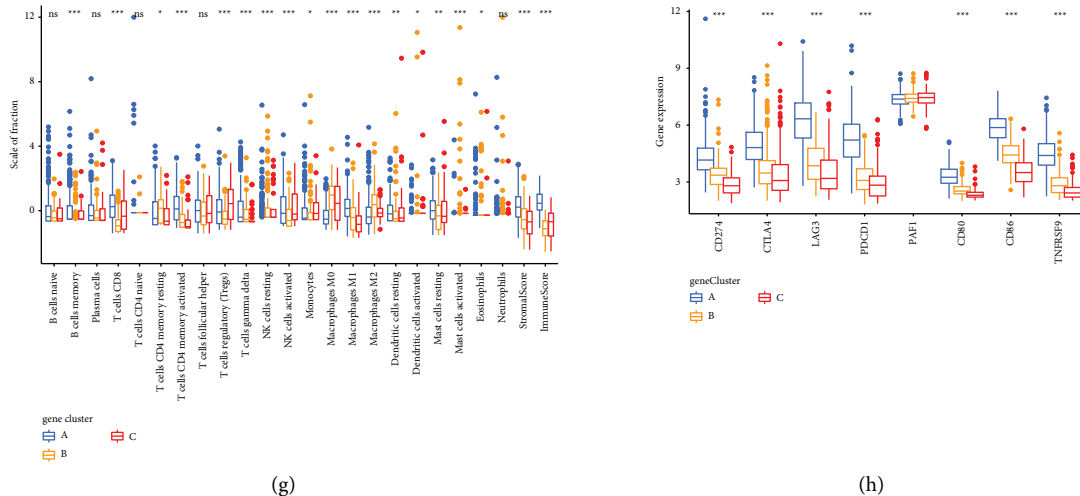 ns *** ns *** ns * *** ns *** *** *** *** * *** *** *** ** * ** *** * ns *** ***
12
8
4
0
Scale of fraction
B cells naive
B cells memory
Plasma cells
T cells CD8
T cells CD4 naive
T cells CD4 memory resting
T cells CD4 memory activated
T cells follicular helper
T cells regulatory (Tregs)
T cells gamma delta
NK cells resting
NK cells activated
Monocytes
Macrophages M0
Macrophages M1
Macrophages M2
Dendritic cells resting
Dendritic cells activated
Mast cells resting
Mast cells activated
Eosinophils
Neutrophils
StromalScore
ImmuneScore
gene cluster
A C
B
(g)
*** *** *** *** *** *** ***
12
9
6
3
Gene expression
CD274
CTLA4
LAG3
PDCD1
PAF1
CD80
CD86
TNFRSF9
geneCluster
A C
B
(h)